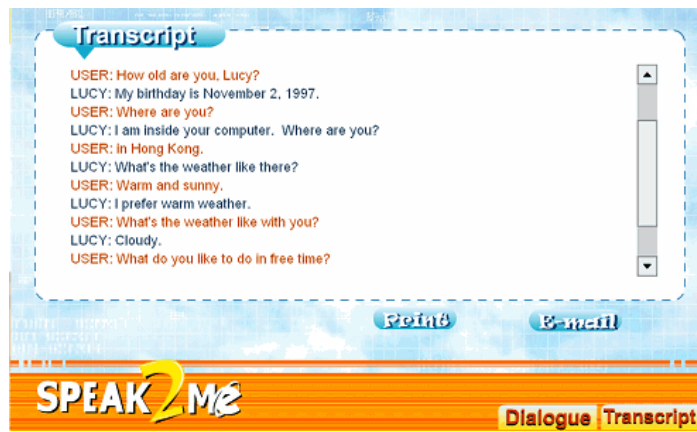 Transcript
USER: How old are you, Lucy?
LUCY: My birthday is November 2, 1997.
USER: Where are you?
LUCY: I am inside your computer. Where are you?
USER: in Hong Kong.
LUCY: What's the weather like there?
USER: Warm and sunny.
LUCY: I prefer warm weather.
USER: What's the weather like with you?
LUCY: Cloudy.
USER: What do you like to do in free time?
Print E-mail
SPEAK2Me
Dialogue Transcript